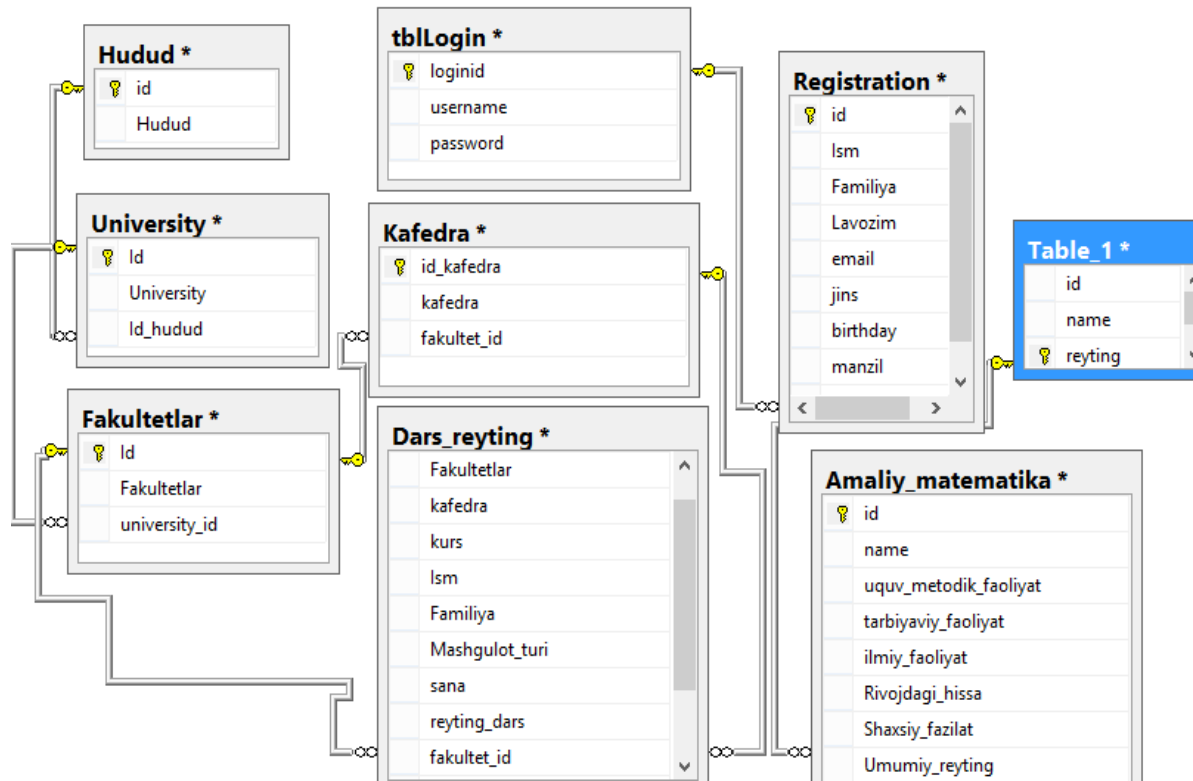 Hudud *
id
Hudud
tblLogin *
loginid
username
password
Registration *
id
Ism
Familiya
Lavozim
email
jins
birthday
manzil
University *
Id
University
Id_hudud
Kafedra *
id_kafedra
kafedra
fakultet_id
Table_1 *
id
name
reyting
Fakultetlar *
Id
Fakultetlar
university_id
Dars_reyting *
Fakultetlar
kafedra
kurs
Ism
Familiya
Mashgulot_turi
sana
reyting_dars
fakultet_id
Amaliy_matematika *
id
name
uquv_metodik_faoliyat
tarbiyaviy_faoliyat
ilmiy_faoliyat
Rivojdagi_hissa
Shaxsiy_fazilat
Umumiy_reyting